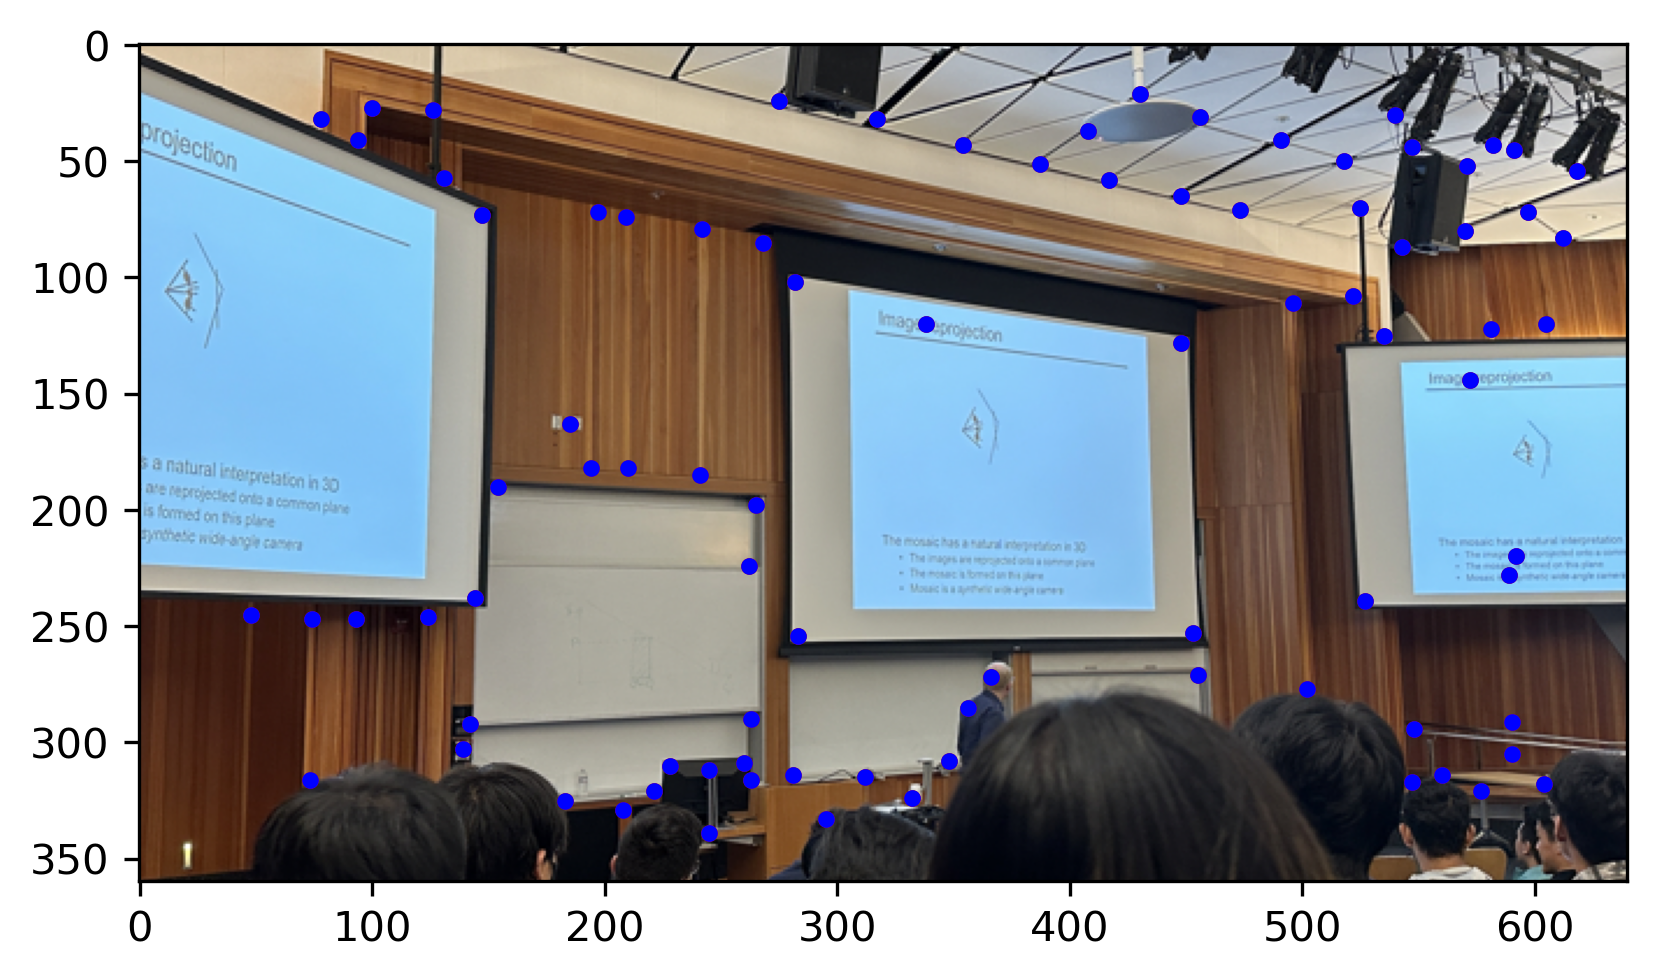 0
50
100
150
200
250
300
350
0 100 200 300 400 500 600
projection
s a natural interpretation in 3D
are reprojected onto a common plane
is formed on this plane
synthetic wide-angle camera
Image reprojection
The mosaic has a natural interpretation in 3D
• The images are reprojected onto a common plane
• The mosaic is formed on this plane
• Mosaic is a synthetic wide-angle camera
Image reprojection
The mosaic has a natural interpretation
• The images reprojected onto a comm
• The mosaic formed on this plane
• Mosaic is synthetic wide-angle camera